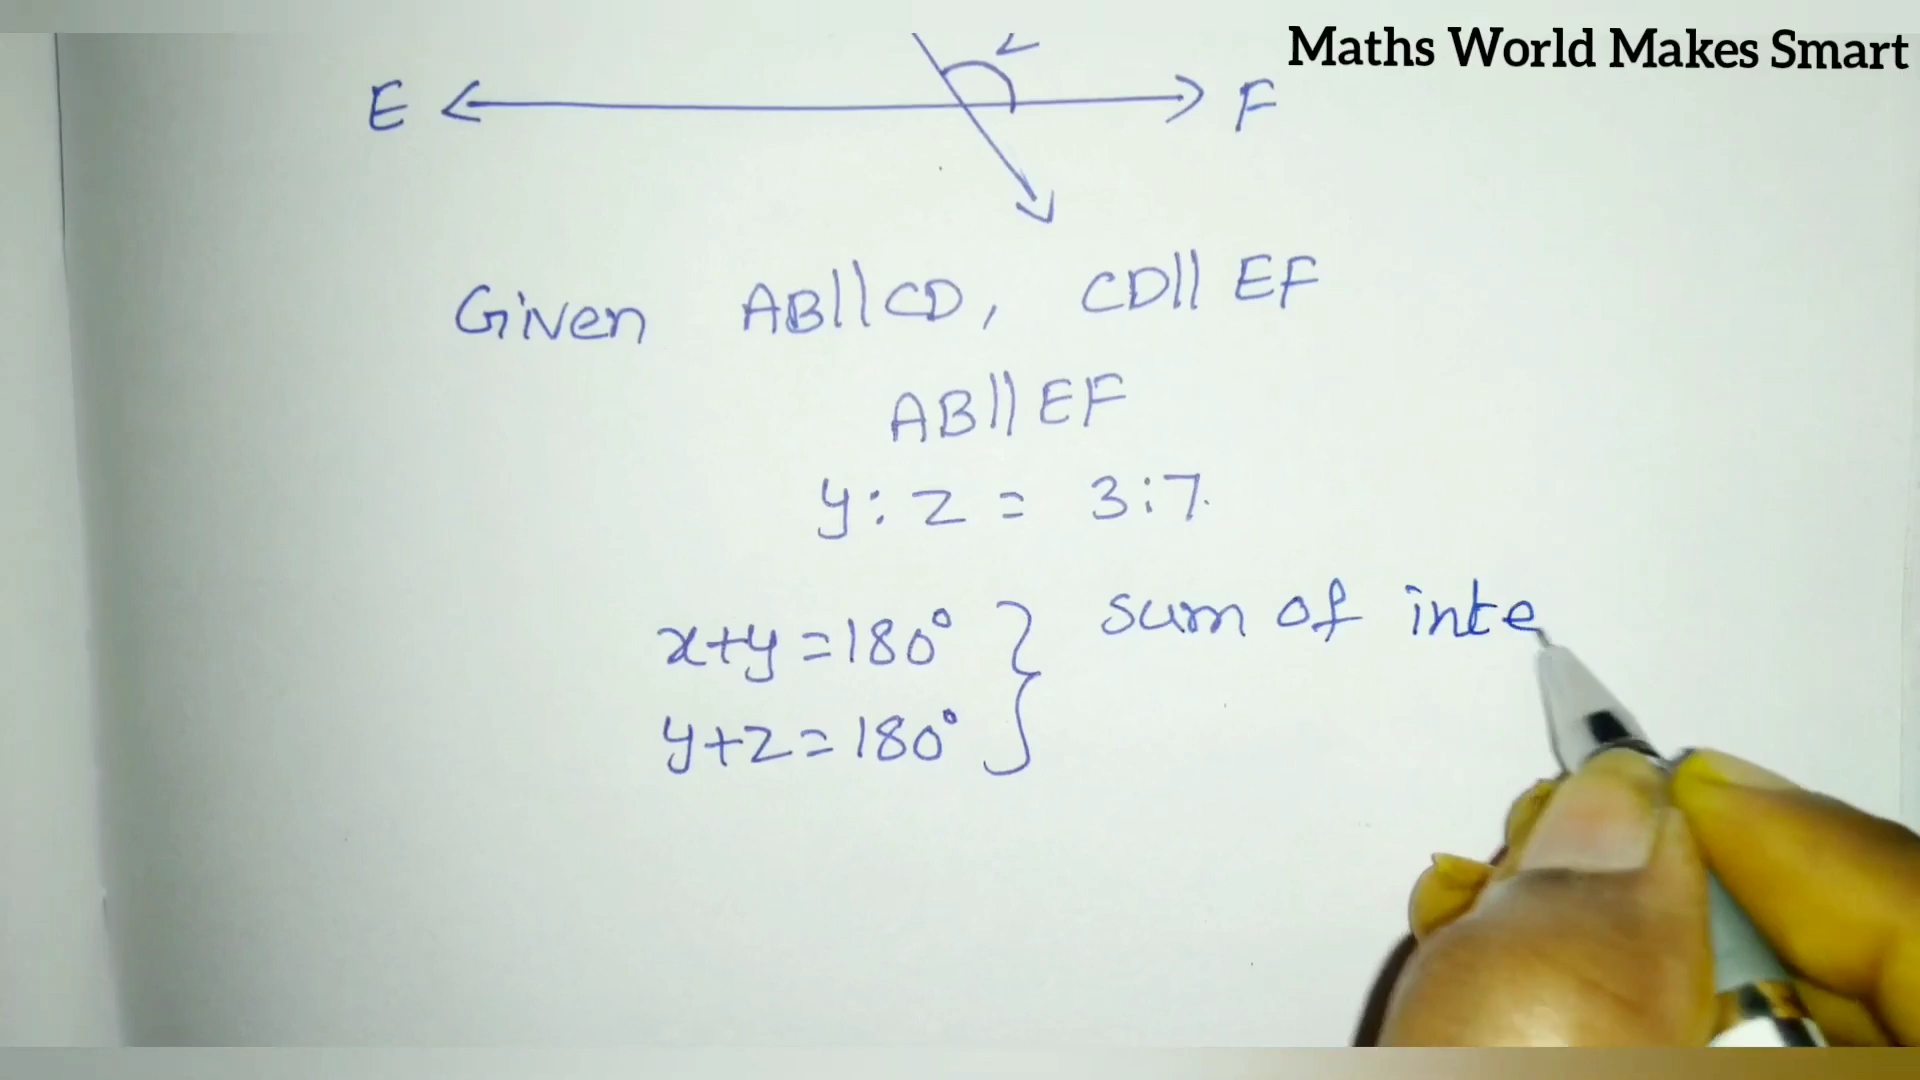 Maths World Makes Smart
z
E F
Given AB||CD, CD|| EF
AB|| EF
y : z = 3:7.
x+y=180° } sum of inte
y+z=180°